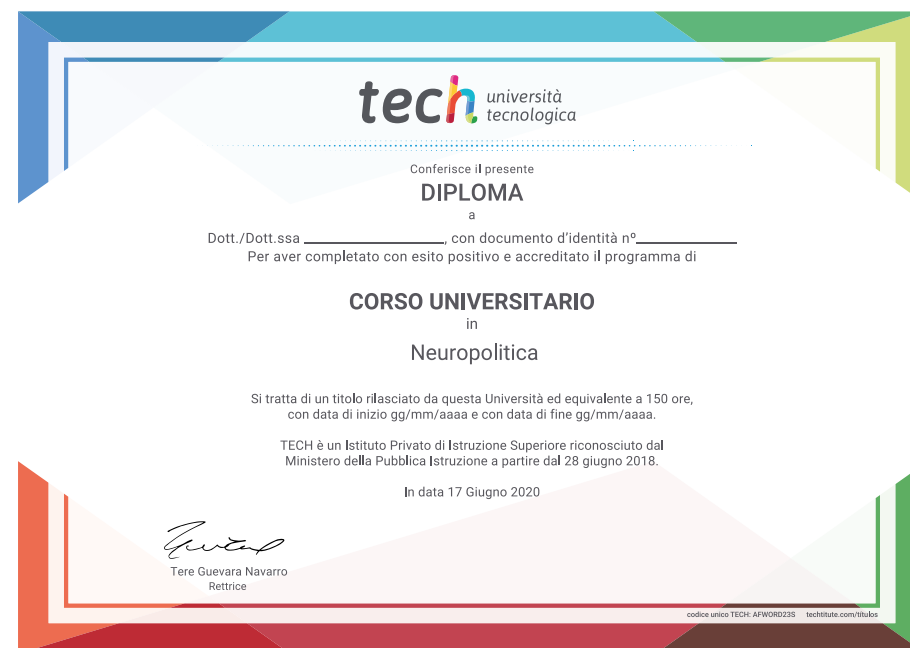 tech università
tecnologica
Conferisce il presente
DIPLOMA
a
Dott./Dott.ssa ____________________, con documento d'identità nº______________
Per aver completato con esito positivo e accreditato il programma di
CORSO UNIVERSITARIO
in
Neuropolitica
Si tratta di un titolo rilasciato da questa Università ed equivalente a 150 ore,
con data di inizio gg/mm/aaaa e con data di fine gg/mm/aaaa.
TECH è un Istituto Privato di Istruzione Superiore riconosciuto dal
Ministero della Pubblica Istruzione a partire dal 28 giugno 2018.
In data 17 Giugno 2020
Tere Guevara Navarro
Rettrice
codice unico TECH: AFWORD23S techtitute.com/títulos